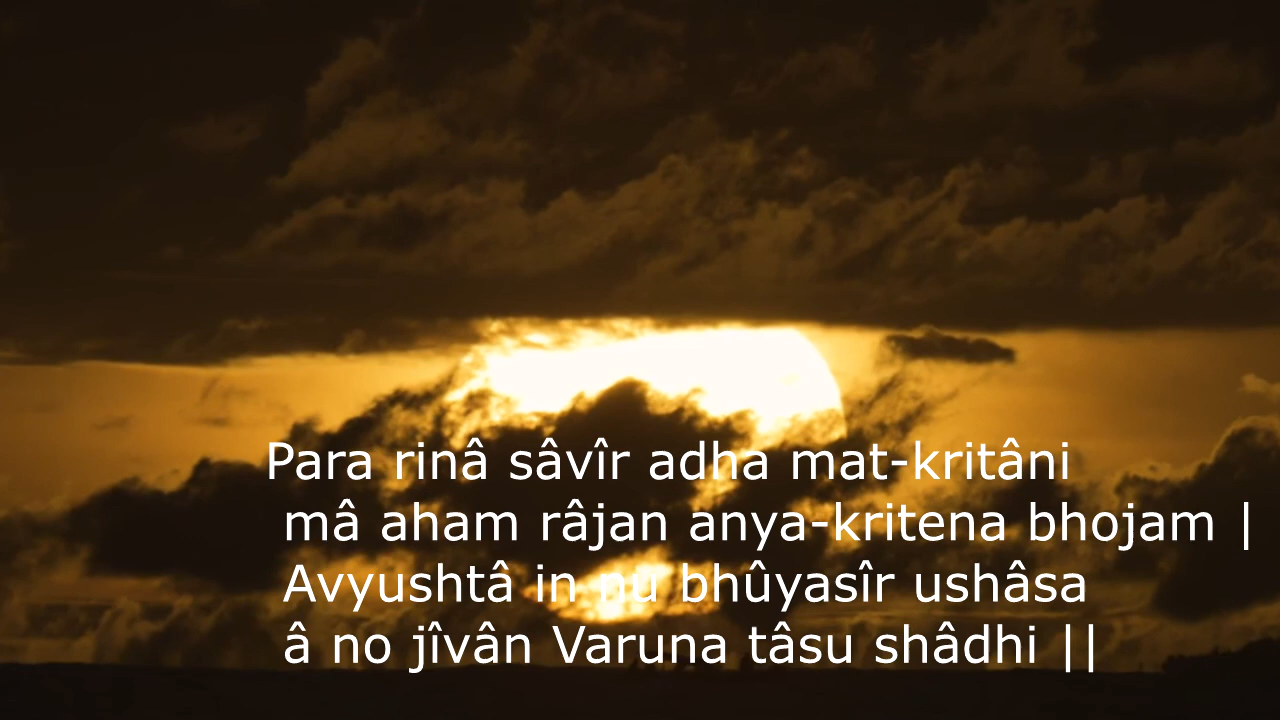 Para rinâ sâvîr adha mat-kritâni
mâ aham râjan anya-kritena bhojam |
Avyushtâ in nu bhûyasîr ushâsa
â no jîvân Varuna tâsu shâdhi ||